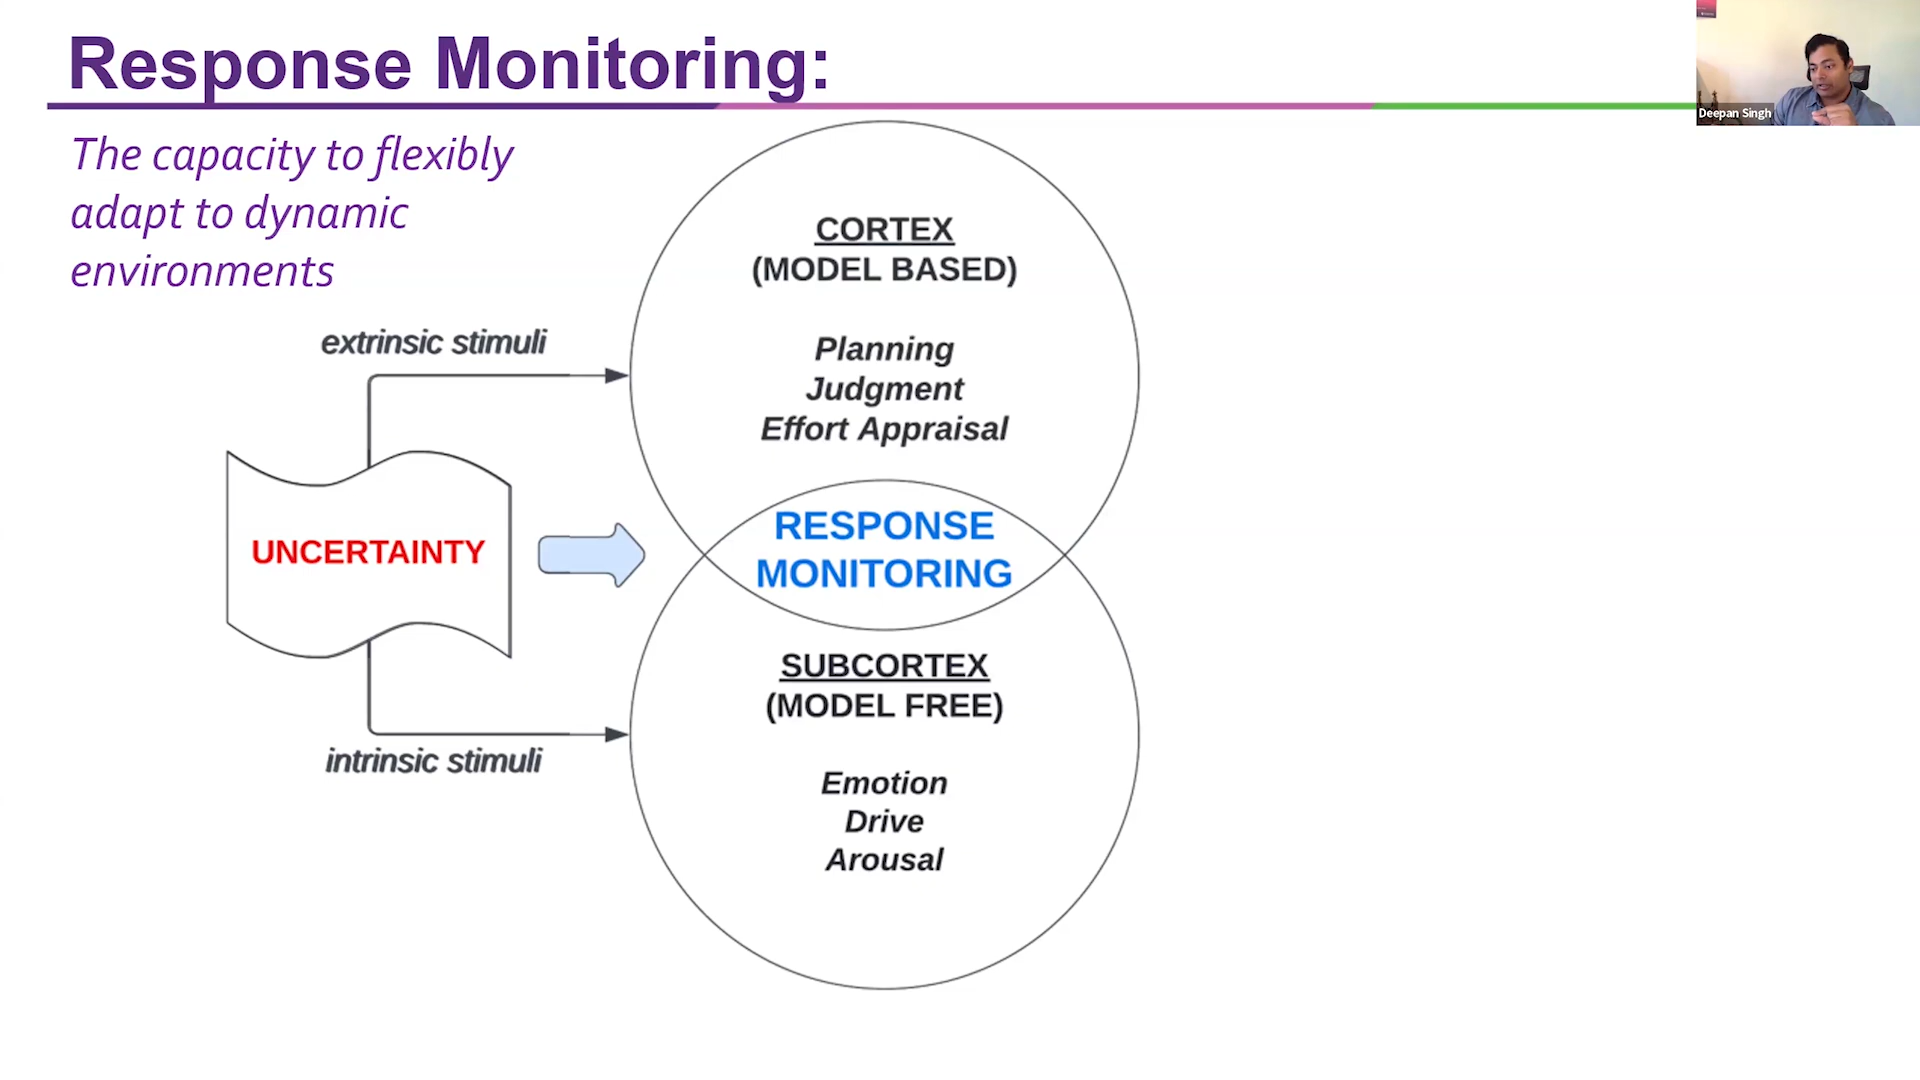 Response Monitoring:
Deepan Singh
The capacity to flexibly
adapt to dynamic
environments
CORTEX
(MODEL BASED)
Planning
Judgment
Effort Appraisal
extrinsic stimuli
UNCERTAINTY
RESPONSE
MONITORING
SUBCORTEX
(MODEL FREE)
intrinsic stimuli
Emotion
Drive
Arousal